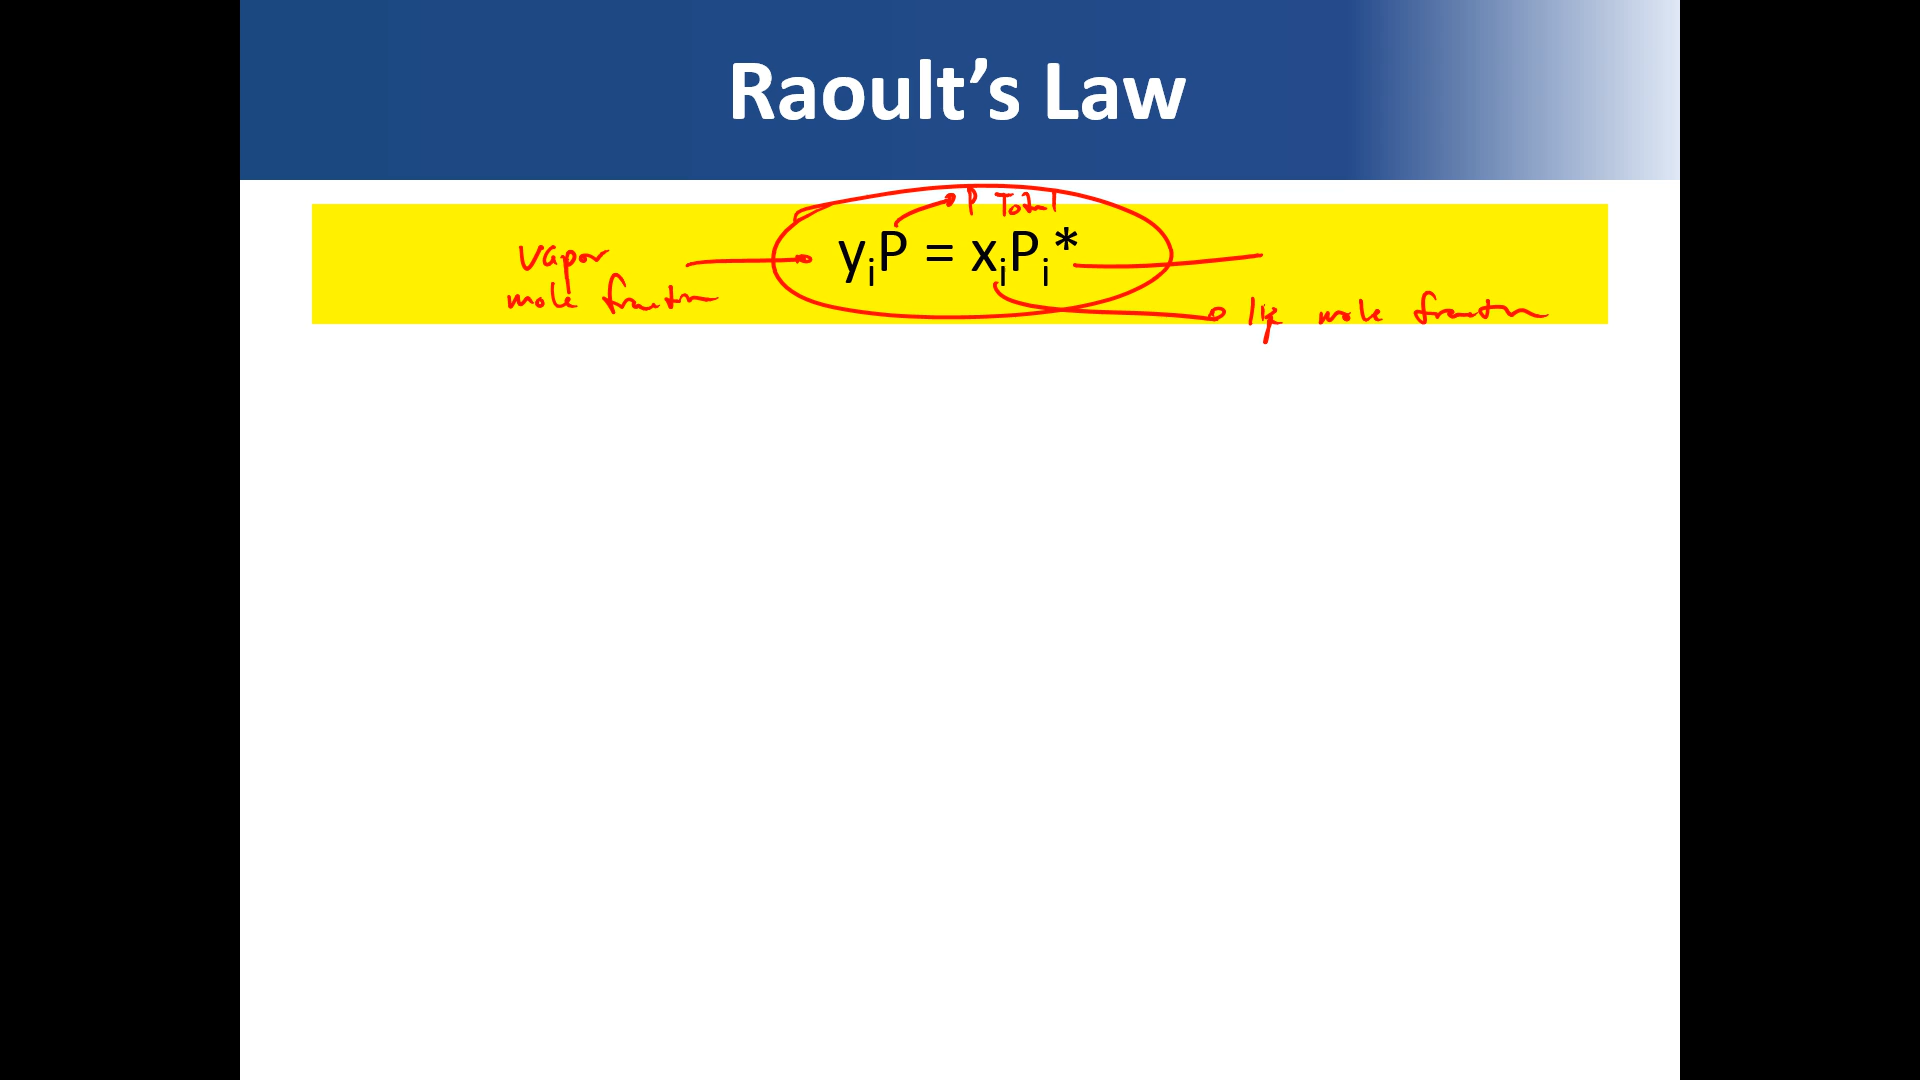 Raoult's Law
P Total
yᵢP = xᵢPᵢ*
vapor
mole fraction
liq mole fraction